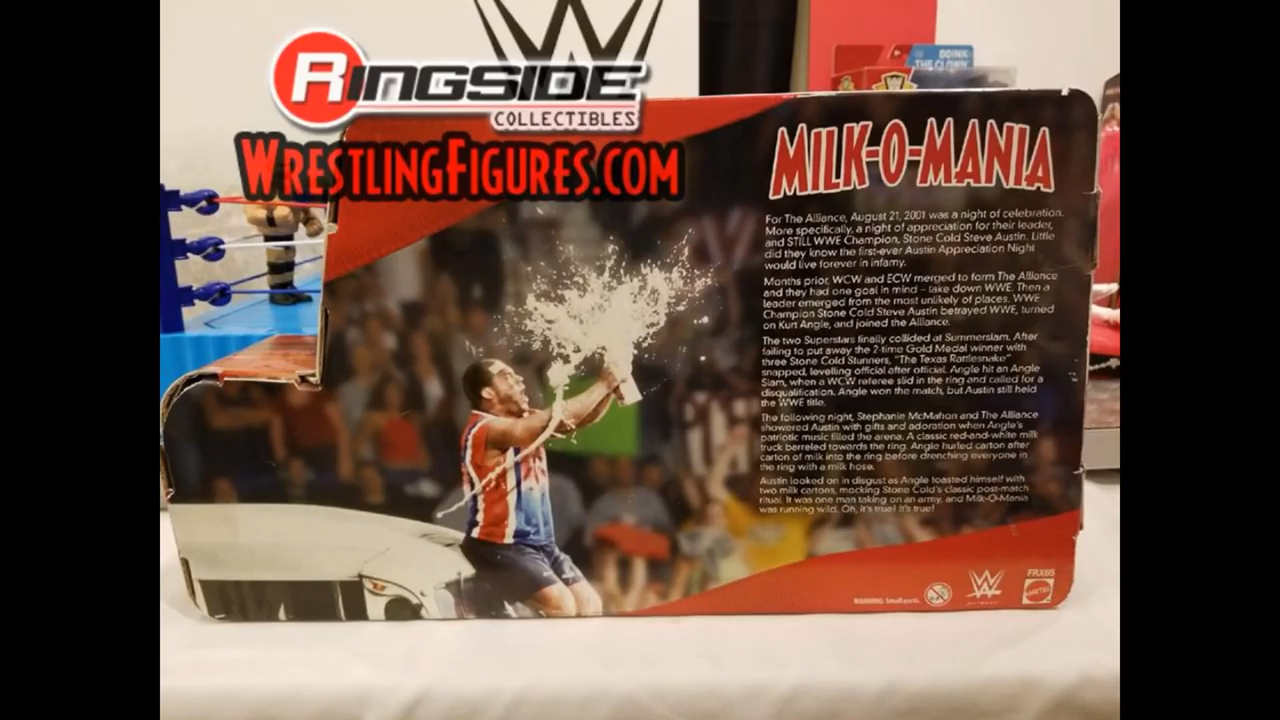 DOINK
THE CLOWN
RINGSIDE
COLLECTIBLES
WRESTLINGFIGURES.COM
MILK-O-MANIA
For The Alliance, August 21, 2001 was a night of celebration.
More specifically, a night of appreciation for their leader,
and STILL WWE Champion, Stone Cold Steve Austin. Little
did they know the first-ever Austin Appreciation Night
would live forever in infamy.
Months prior, WCW and ECW merged to form The Alliance
and they had one goal in mind – take down WWE. Then a
leader emerged from the most unlikely of places. WWE
Champion Stone Cold Steve Austin betrayed WWE, turned
on Kurt Angle, and joined the Alliance.
The two Superstars finally collided at Summerslam. After
failing to put away the 2-time Gold Medal winner with
three Stone Cold Stunners, "The Texas Rattlesnake"
snapped, levelling official after official. Angle hit an Angle
Slam, when a WCW referee slid in the ring and called for a
disqualification. Angle won the match, but Austin still held
the WWE title.
The following night, Stephanie McMahon and The Alliance
showered Austin with gifts and adoration when Angle's
patriotic music filled the arena. A classic red-and-white milk
truck barreled towards the ring. Angle hurled carton after
carton of milk into the ring before drenching everyone in
the ring with a milk hose.
Austin looked on in disgust as Angle toasted himself with
two milk cartons, mocking Stone Cold's classic post-match
ritual. It was one man taking on an army, and Milk-O-Mania
was running wild. Oh, it's true! It's true!
WARNING: Small parts.
FRX65
MATTEL